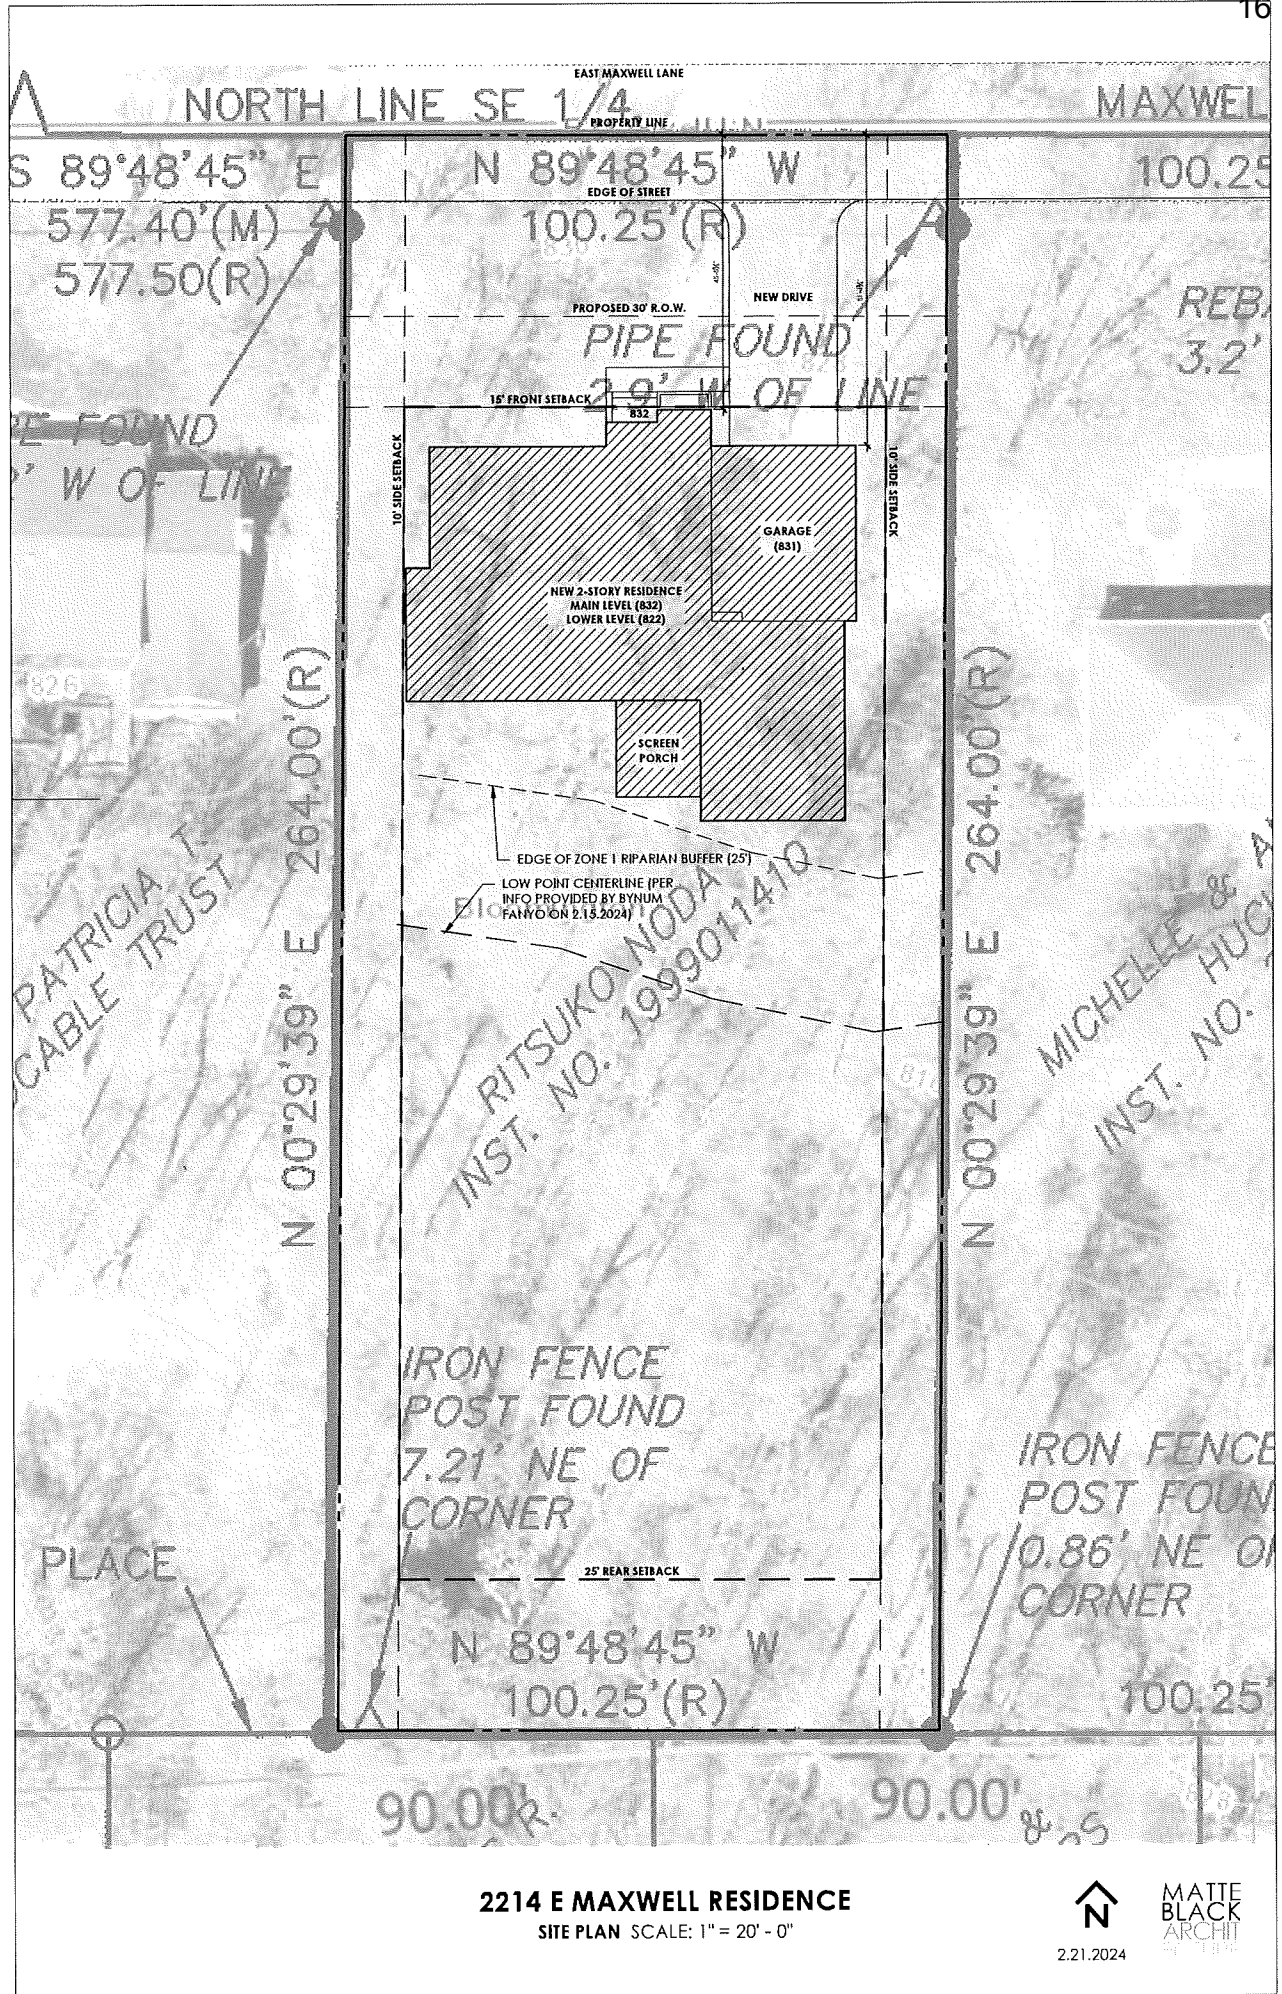 16
EAST MAXWELL LANE
NORTH LINE SE 1/4
MAXWEL
PROPERTY LINE
S 89°48'45" E
577.40'(M)
577.50(R)
N 89°48'45" W
100.25'(R)
100.25
EDGE OF STREET
NEW DRIVE
PROPOSED 30' R.O.W.
PIPE FOUND
2.9' W OF LINE
REBA
3.2'
PE FOUND
' W OF LINE
15' FRONT SETBACK
832
10' SIDE SETBACK
10' SIDE SETBACK
GARAGE
(831)
NEW 2-STORY RESIDENCE
MAIN LEVEL (832)
LOWER LEVEL (822)
826
SCREEN
PORCH
EDGE OF ZONE 1 RIPARIAN BUFFER (25')
LOW POINT CENTERLINE (PER
INFO PROVIDED BY BYNUM
FANYO ON 2.15.2024)
Bloomington
N 00°29'39" E 264.00'(R)
N 00°29'39" E 264.00'(R)
PATRICIA T.
CABLE TRUST
RITSUKO NODA
INST. NO. 1999011410
MICHELLE & A
HUC
INST. NO.
IRON FENCE
POST FOUND
7.21' NE OF
CORNER
IRON FENCE
POST FOUN
0.86' NE OF
CORNER
PLACE
25' REAR SETBACK
N 89°48'45" W
100.25'(R)
100.25'
90.00'
90.00'
2214 E MAXWELL RESIDENCE
SITE PLAN SCALE: 1" = 20' - 0"
N
2.21.2024
MATTE
BLACK
ARCHIT